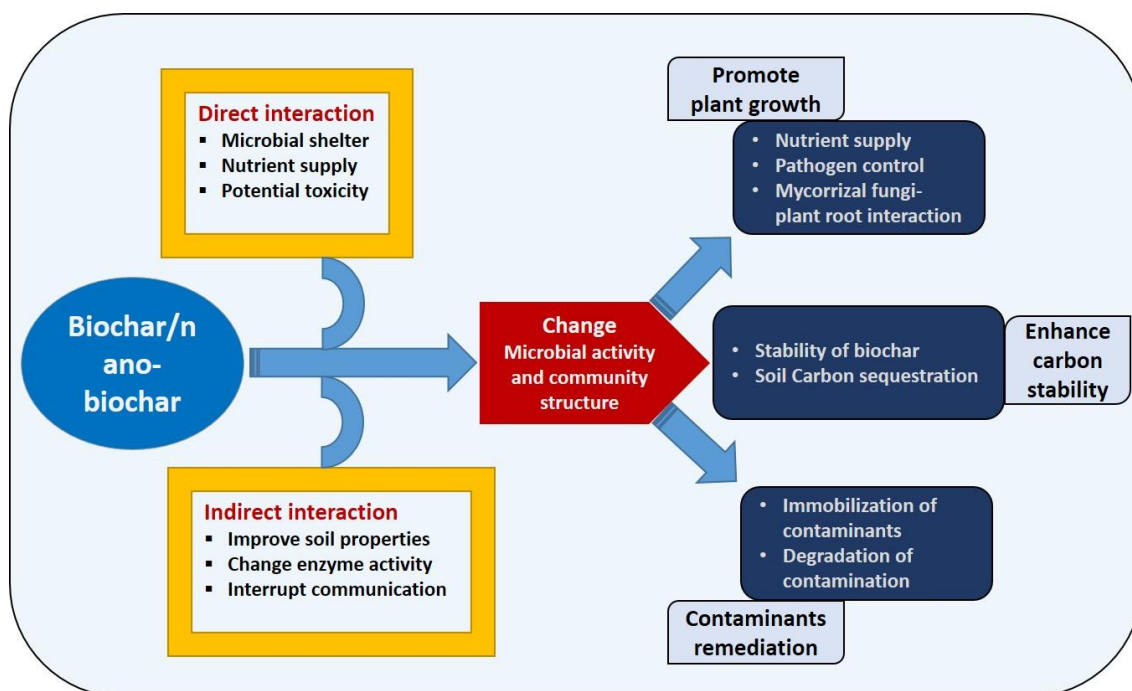 Direct interaction
▪ Microbial shelter
▪ Nutrient supply
▪ Potential toxicity
Biochar/n
ano-
biochar
Indirect interaction
▪ Improve soil properties
▪ Change enzyme activity
▪ Interrupt communication
Change
Microbial activity
and community
structure
Promote
plant growth
• Nutrient supply
• Pathogen control
• Mycorrizal fungi-
plant root interaction
• Stability of biochar
• Soil Carbon sequestration
Enhance
carbon
stability
• Immobilization of
contaminants
• Degradation of
contamination
Contaminants
remediation